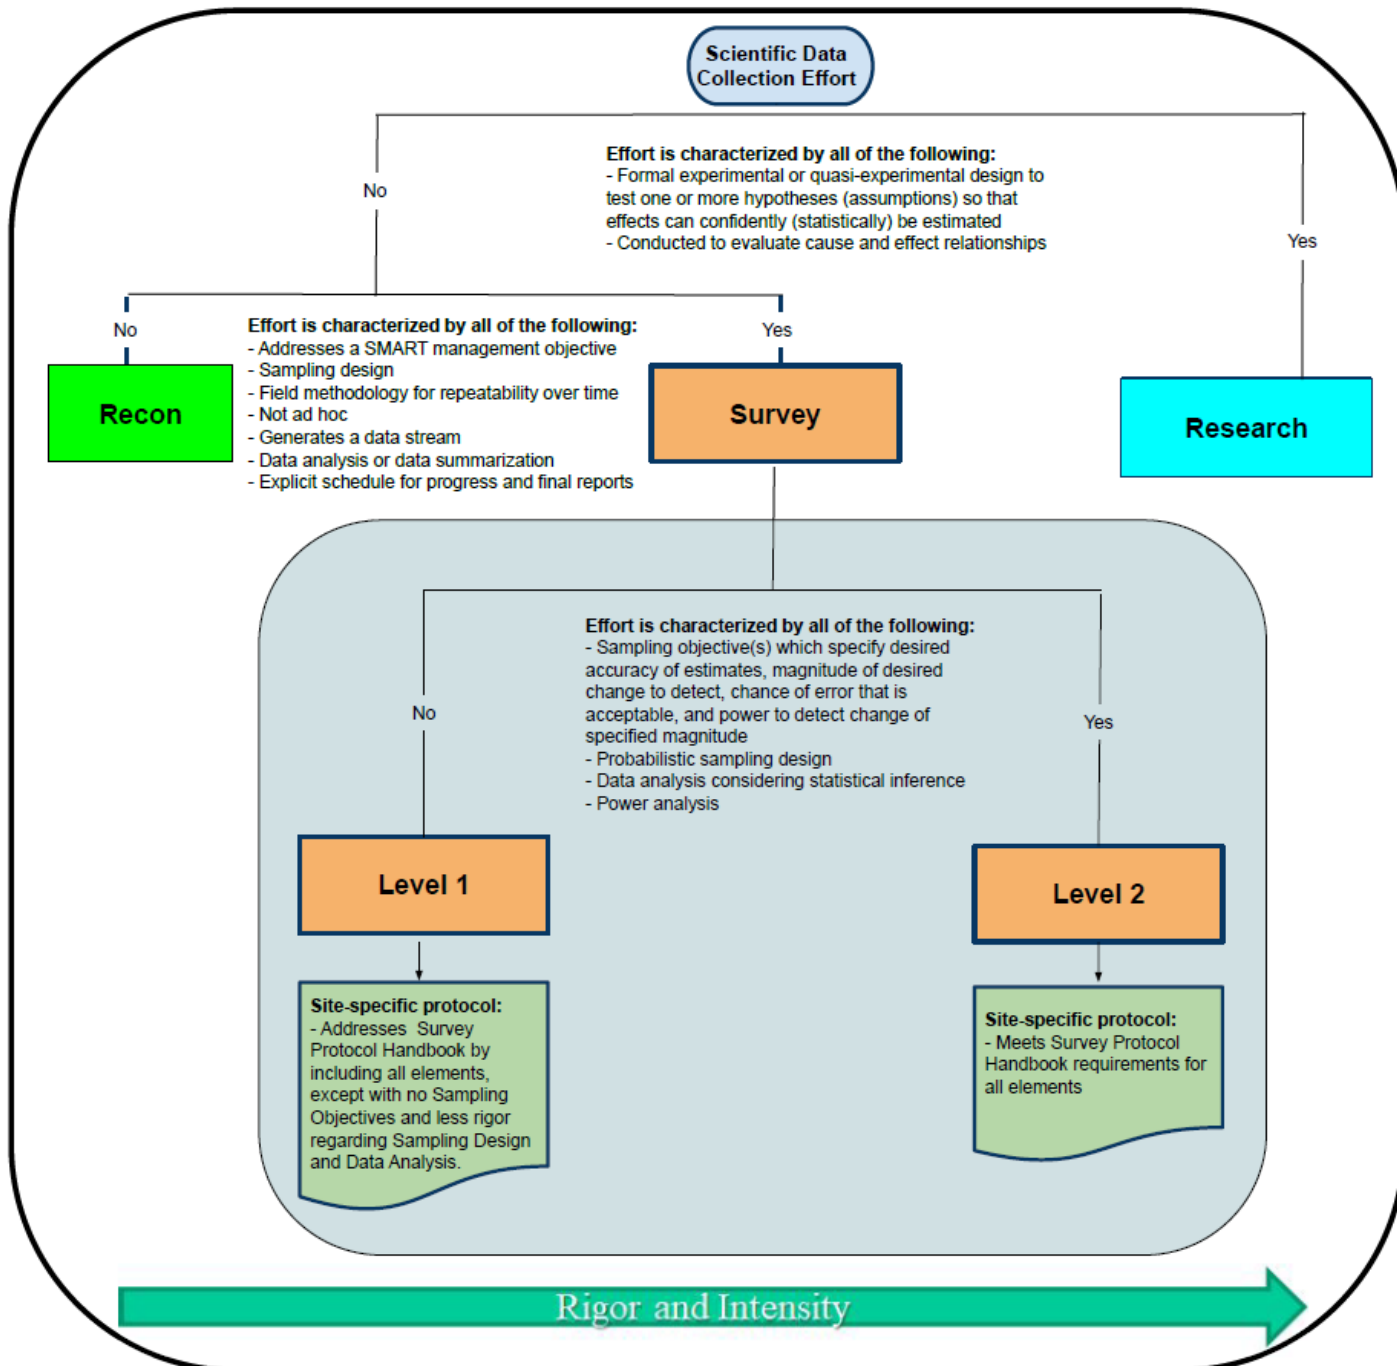 Scientific Data
Collection Effort
Effort is characterized by all of the following:
- Formal experimental or quasi-experimental design to
test one or more hypotheses (assumptions) so that
effects can confidently (statistically) be estimated
- Conducted to evaluate cause and effect relationships
No
Yes
No
Effort is characterized by all of the following:
- Addresses a SMART management objective
- Sampling design
- Field methodology for repeatability over time
- Not ad hoc
- Generates a data stream
- Data analysis or data summarization
- Explicit schedule for progress and final reports
Yes
Recon
Survey
Research
Effort is characterized by all of the following:
- Sampling objective(s) which specify desired
accuracy of estimates, magnitude of desired
change to detect, chance of error that is
acceptable, and power to detect change of
specified magnitude
- Probabilistic sampling design
- Data analysis considering statistical inference
- Power analysis
No
Yes
Level 1
Level 2
Site-specific protocol:
- Addresses Survey
Protocol Handbook by
including all elements,
except with no Sampling
Objectives and less rigor
regarding Sampling Design
and Data Analysis.
Site-specific protocol:
- Meets Survey Protocol
Handbook requirements for
all elements
Rigor and Intensity